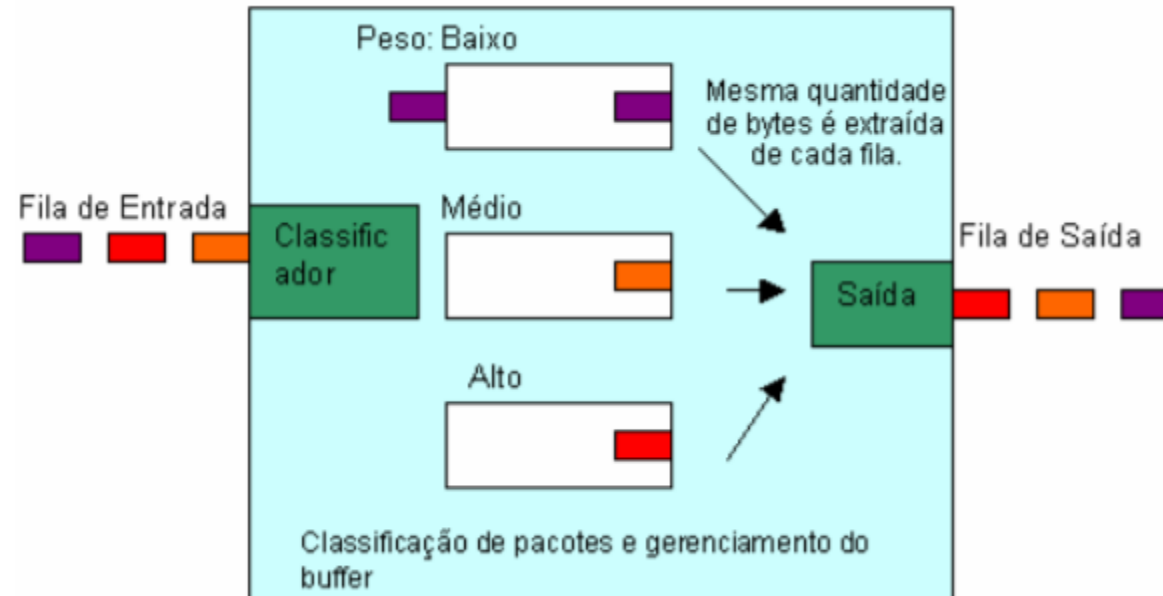 Peso: Baixo
Mesma quantidade
de bytes é extraída
de cada fila.
Fila de Entrada
Médio
Classific
ador
Fila de Saída
Saída
Alto
Classificação de pacotes e gerenciamento do
buffer